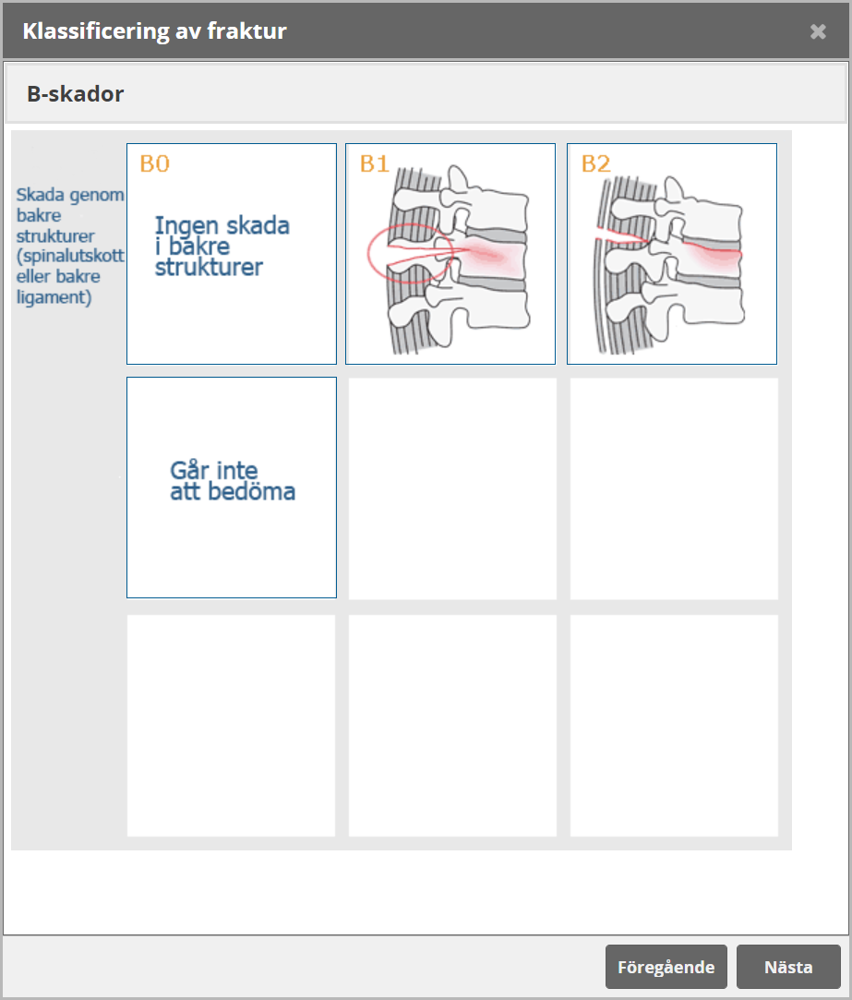 Klassificering av fraktur
B-skador
Skada genom
bakre
strukturer
(spinalutskott
eller bakre
ligament)
B0
Ingen skada
i bakre
strukturer
B1
B2
Går inte
att bedöma
Föregående
Nästa